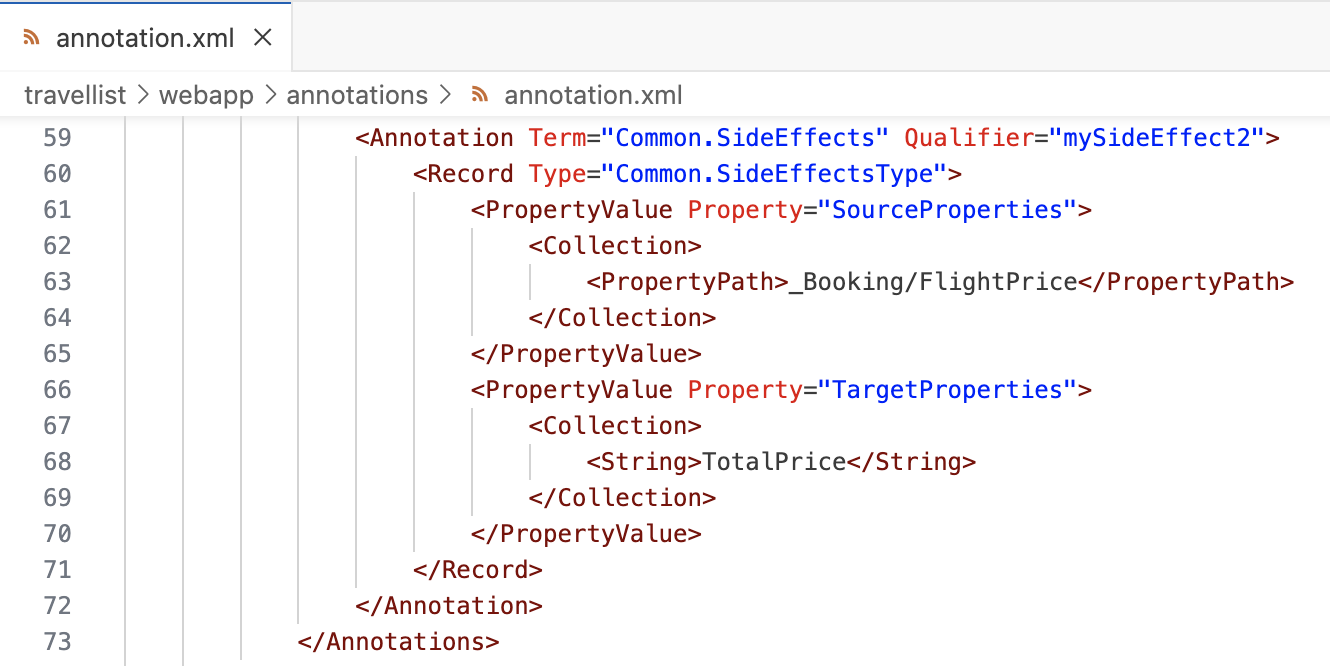 annotation.xml
travellist > webapp > annotations > annotation.xml
59 <Annotation Term="Common.SideEffects" Qualifier="mySideEffect2">
60 <Record Type="Common.SideEffectsType">
61 <PropertyValue Property="SourceProperties">
62 <Collection>
63 <PropertyPath>_Booking/FlightPrice</PropertyPath>
64 </Collection>
65 </PropertyValue>
66 <PropertyValue Property="TargetProperties">
67 <Collection>
68 <String>TotalPrice</String>
69 </Collection>
70 </PropertyValue>
71 </Record>
72 </Annotation>
73 </Annotations>